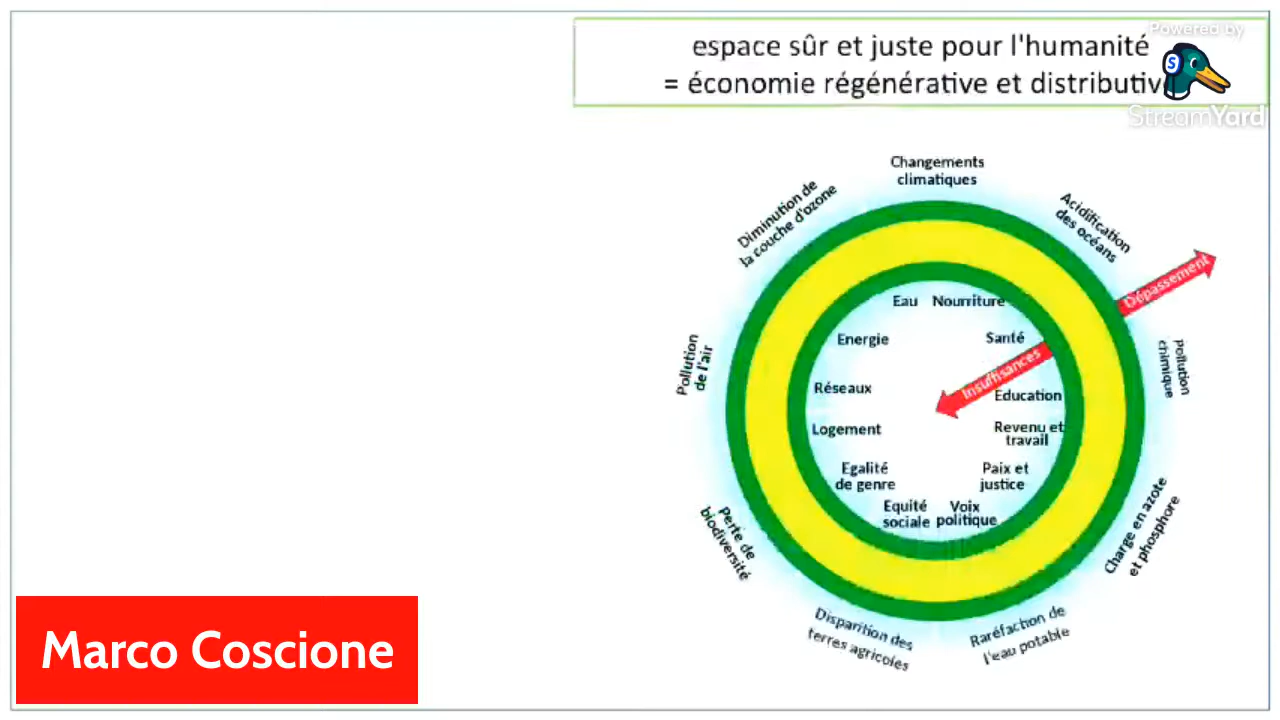 espace sûr et juste pour l'humanité
= économie régénérative et distributiv
Powered by
StreamYard
Changements
climatiques
Diminution de
la couche d'ozone
Acidification
des océans
Dépassement
Eau Nourriture
Energie
Santé
Insuffisances
Pollution
de l'air
Pollution
chimique
Réseaux
Education
Logement
Revenu et
travail
Egalité
de genre
Paix et
justice
Equité
sociale
Voix
politique
Perte de
biodiversité
Charge en azote
et phosphore
Disparition des
terres agricoles
Raréfaction de
l'eau potable
Marco Coscione